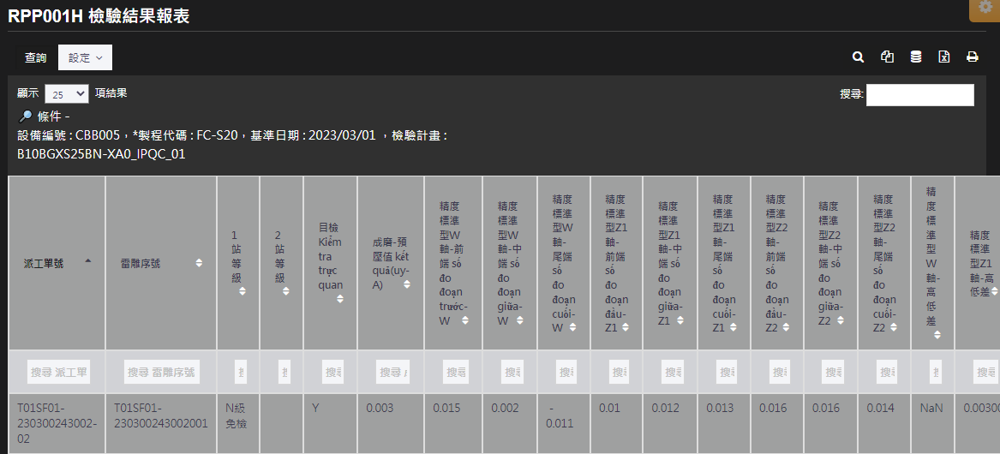 RPP001H 檢驗結果報表
查詢 設定
顯示 25 項結果 搜尋:
條件 -
設備編號 : CBB005，*製程代碼 : FC-S20，基準日期 : 2023/03/01 ，檢驗計畫 :
B10BGXS25BN-XA0_IPQC_01
派工單號
雷雕序號
1
站
等
級
2
站
等
級
目檢
Kiểm
tra
trực
quan
成磨-預
壓值 kết
quả(uy-
A)
精度
標準
型W
軸-前
端 số
đo
đoạn
trước-
W
精度
標準
型W
軸-中
端 số
đo
đoạn
giữa-
W
精度
標準
型W
軸-尾
端 số
đo
đoạn
cuối-
W
精度
標準
型Z1
軸-前
端 số
đo
đoạn
đầu-
Z1
精度
標準
型Z1
軸-中
端 số
đo
đoạn
giữa-
Z1
精度
標準
型Z1
軸-尾
端 số
đo
đoạn
cuối-
Z1
精度
標準
型Z2
軸-前
端 số
đo
đoạn
đầu-
Z2
精度
標準
型Z2
軸-中
端 số
đo
đoạn
giữa-
Z2
精度
標準
型Z2
軸-尾
端 số
đo
đoạn
cuối-
Z2
精
度
標
準
型
W
軸-
高
低
差
精度
標準
型Z1
軸-高
低差
搜尋 派工單 搜尋 雷雕序號 搜尋 搜尋 搜尋 搜尋 搜尋 搜尋 搜尋 搜尋 搜尋 搜尋 搜尋 搜尋
T01SF01-
230300243002-
02
T01SF01-
230300243002001
N級
免檢
Y
0.003
0.015
0.002
-
0.011
0.01
0.012
0.013
0.016
0.016
0.014
NaN
0.00300